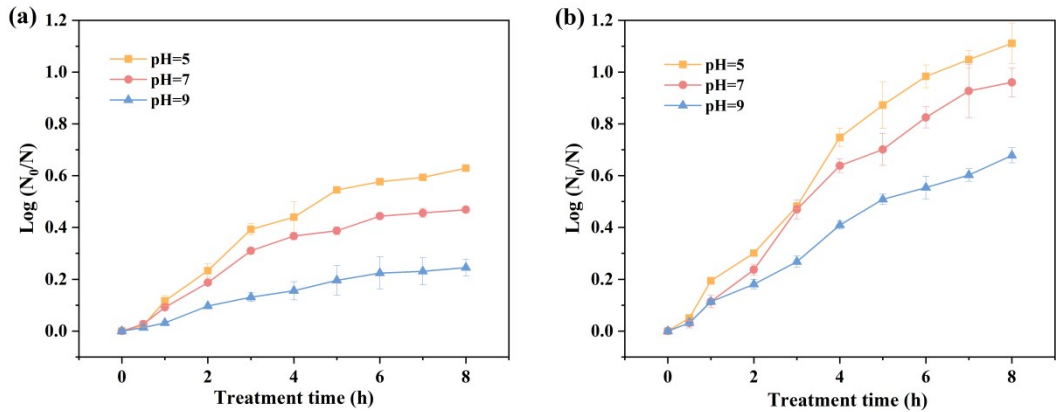 (a)
1.2
1.0
0.8
0.6
0.4
0.2
0.0
Log (N₀/N)
pH=5
pH=7
pH=9
0 2 4 6 8
Treatment time (h)
(b)
1.2
1.0
0.8
0.6
0.4
0.2
0.0
Log (N₀/N)
pH=5
pH=7
pH=9
0 2 4 6 8
Treatment time (h)